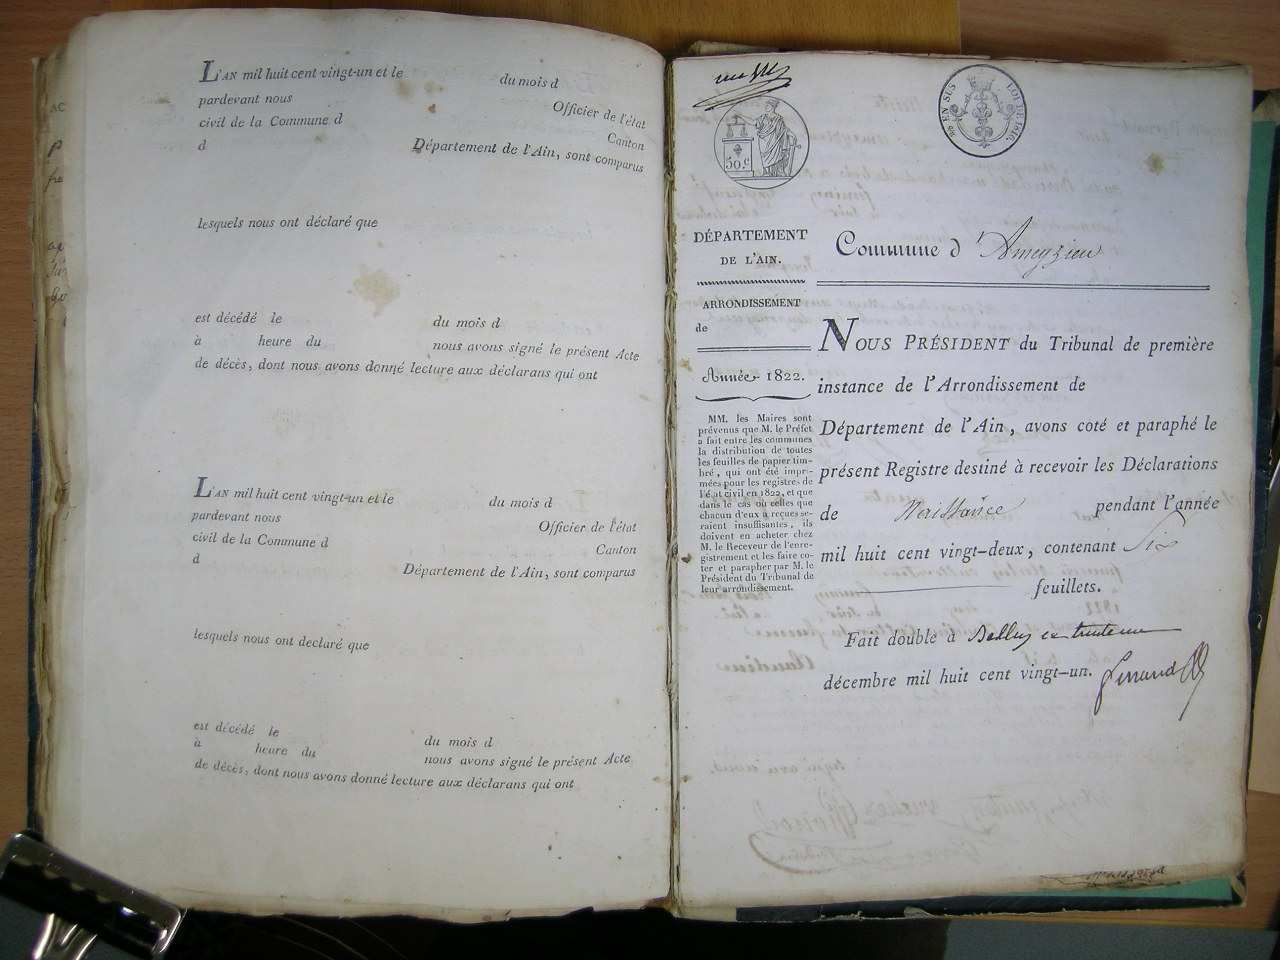 L'AN mil huit cent vingt-un et le du mois d
pardevant nous Officier de l'état
civil de la Commune d Canton
d Département de l'Ain, sont comparus
lesquels nous ont déclaré que
est décédé le du mois d
à heure du nous avons signé le présent Acte
de décès, dont nous avons donné lecture aux déclarans qui ont
L'AN mil huit cent vingt-un et le du mois d
pardevant nous Officier de l'état
civil de la Commune d Canton
d Département de l'Ain, sont comparus
lesquels nous ont declaré que
est décédé le du mois d
à heure du nous avons signé le présent Acte
de décès, dont nous avons donné lecture aux déclarans qui ont
50 c
EN SUS
LOI DE 1816.
DÉPARTEMENT
DE L'AIN.
ARRONDISSEMENT
de
Année 1822.
MM. les Maires sont
prévenus que M. le Préfet
a fait entre les communes
la distribution de toutes
les feuilles de papier tim-
bré, qui ont été impri-
mées pour les registres de
l'état civil en 1822, et que
dans le cas où celles que
chacun d'eux a reçues se-
raient insuffisantes, ils
doivent en acheter chez
M. le Receveur de l'enre-
gistrement et les faire co-
ter et parapher par M. le
Président du Tribunal de
leur arrondissement.
Commune d'Ameyzieu
NOUS PRÉSIDENT du Tribunal de première
instance de l'Arrondissement de
Département de l'Ain, avons coté et paraphé le
présent Registre destiné à recevoir les Déclarations
de Naissance pendant l'année
mil huit cent vingt-deux, contenant Six
feuillets.
Fait double à Belley le trente un
décembre mil huit cent vingt-un.